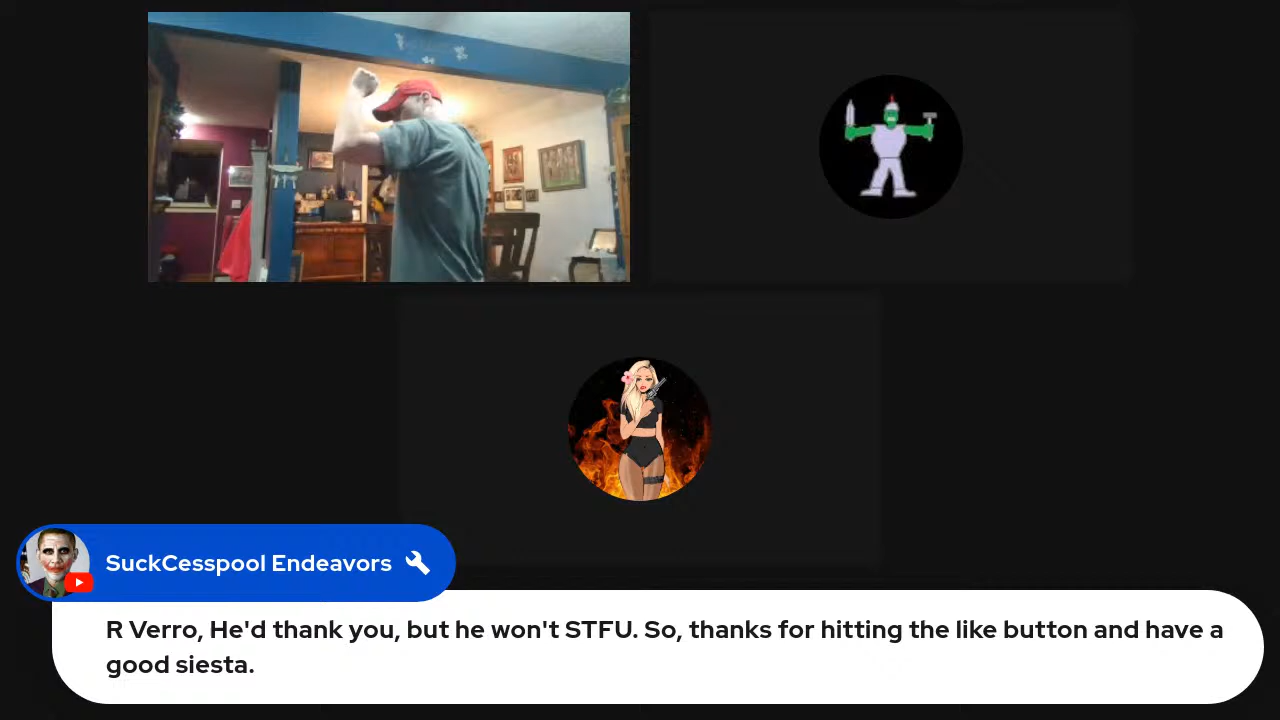 SuckCesspool Endeavors
R Verro, He'd thank you, but he won't STFU. So, thanks for hitting the like button and have a
good siesta.